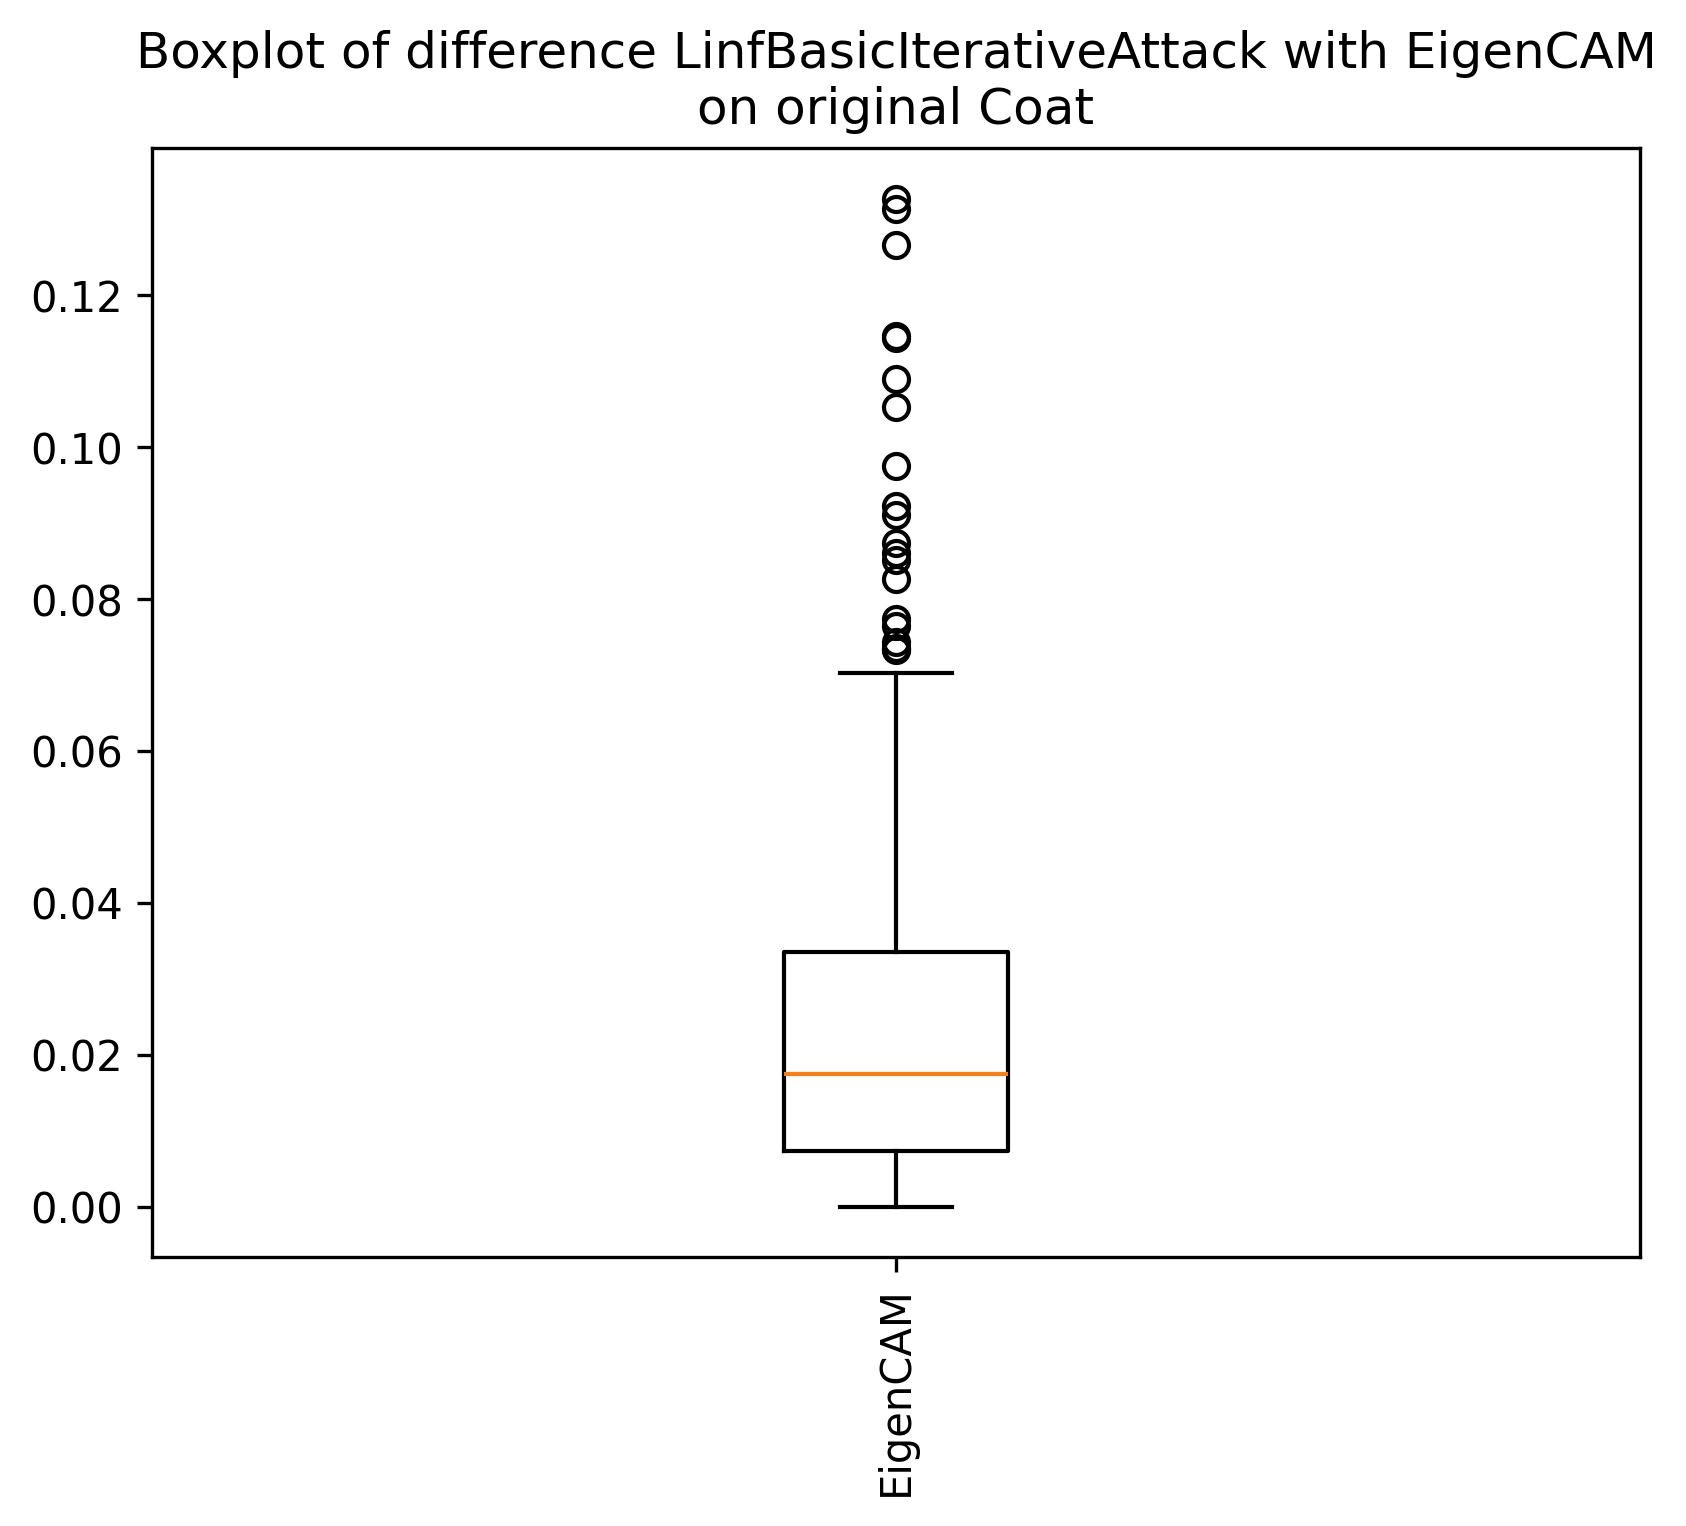 Boxplot of difference LinfBasicIterativeAttack with EigenCAM
on original Coat
0.12
0.10
0.08
0.06
0.04
0.02
0.00
EigenCAM